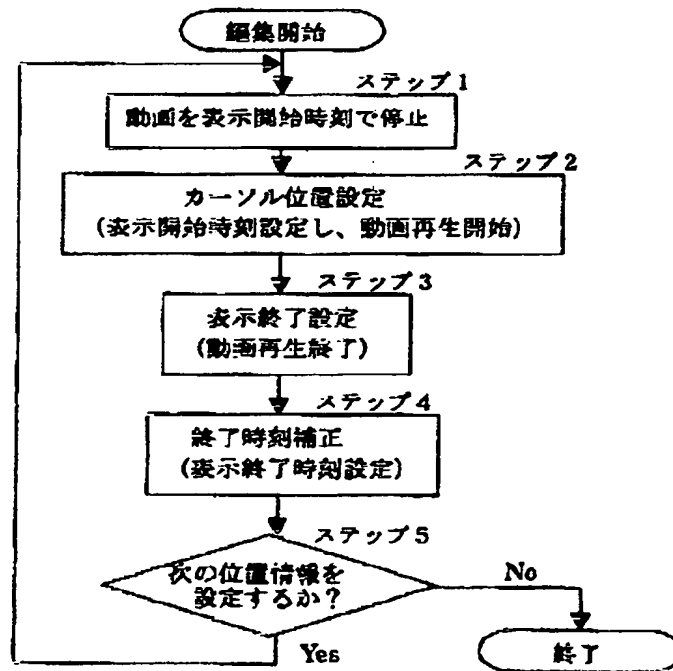 編集開始
ステップ1
動画を表示開始時刻で停止
ステップ2
カーソル位置設定
(表示開始時刻設定し、動画再生開始)
ステップ3
表示終了設定
(動画再生終了)
ステップ4
終了時刻補正
(表示終了時刻設定)
ステップ5
次の位置情報を
設定するか?
No
Yes
終了